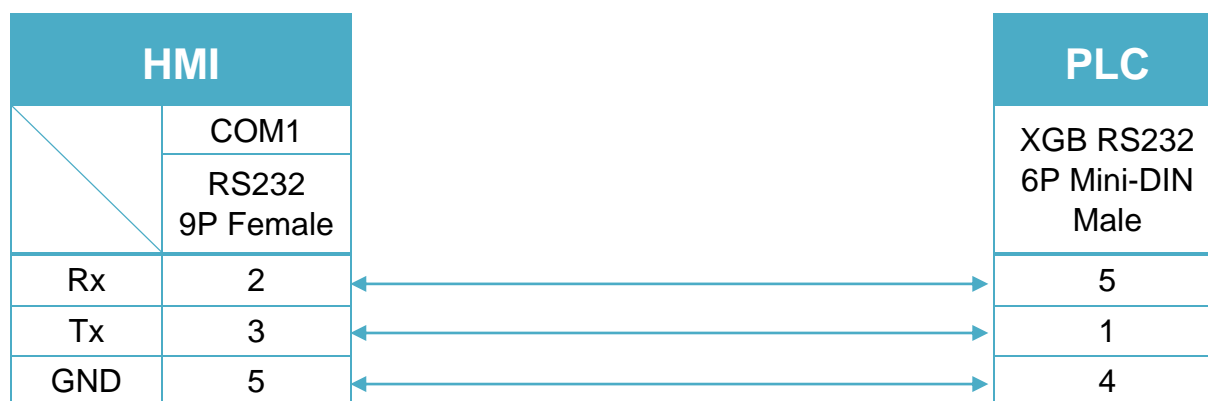 HMI
PLC
COM1
RS232
9P Female
XGB RS232
6P Mini-DIN
Male
Rx 2 5
Tx 3 1
GND 5 4